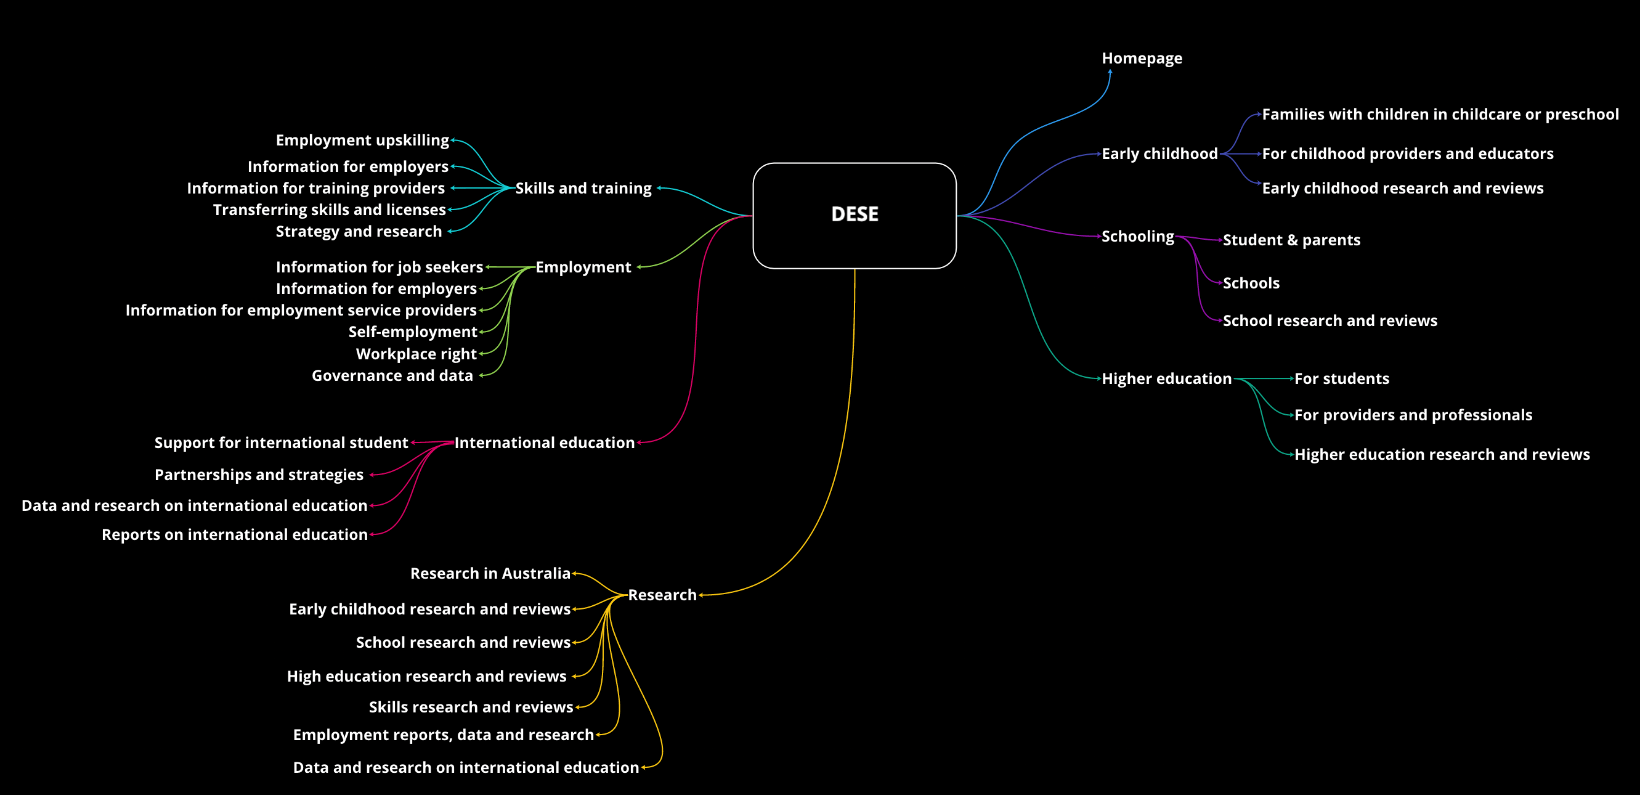 DESE
Homepage
Early childhood
Families with children in childcare or preschool
For childhood providers and educators
Early childhood research and reviews
Schooling
Student & parents
Schools
School research and reviews
Higher education
For students
For providers and professionals
Higher education research and reviews
Skills and training
Employment upskilling
Information for employers
Information for training providers
Transferring skills and licenses
Strategy and research
Employment
Information for job seekers
Information for employers
Information for employment service providers
Self-employment
Workplace right
Governance and data
International education
Support for international student
Partnerships and strategies
Data and research on international education
Reports on international education
Research
Research in Australia
Early childhood research and reviews
School research and reviews
High education research and reviews
Skills research and reviews
Employment reports, data and research
Data and research on international education